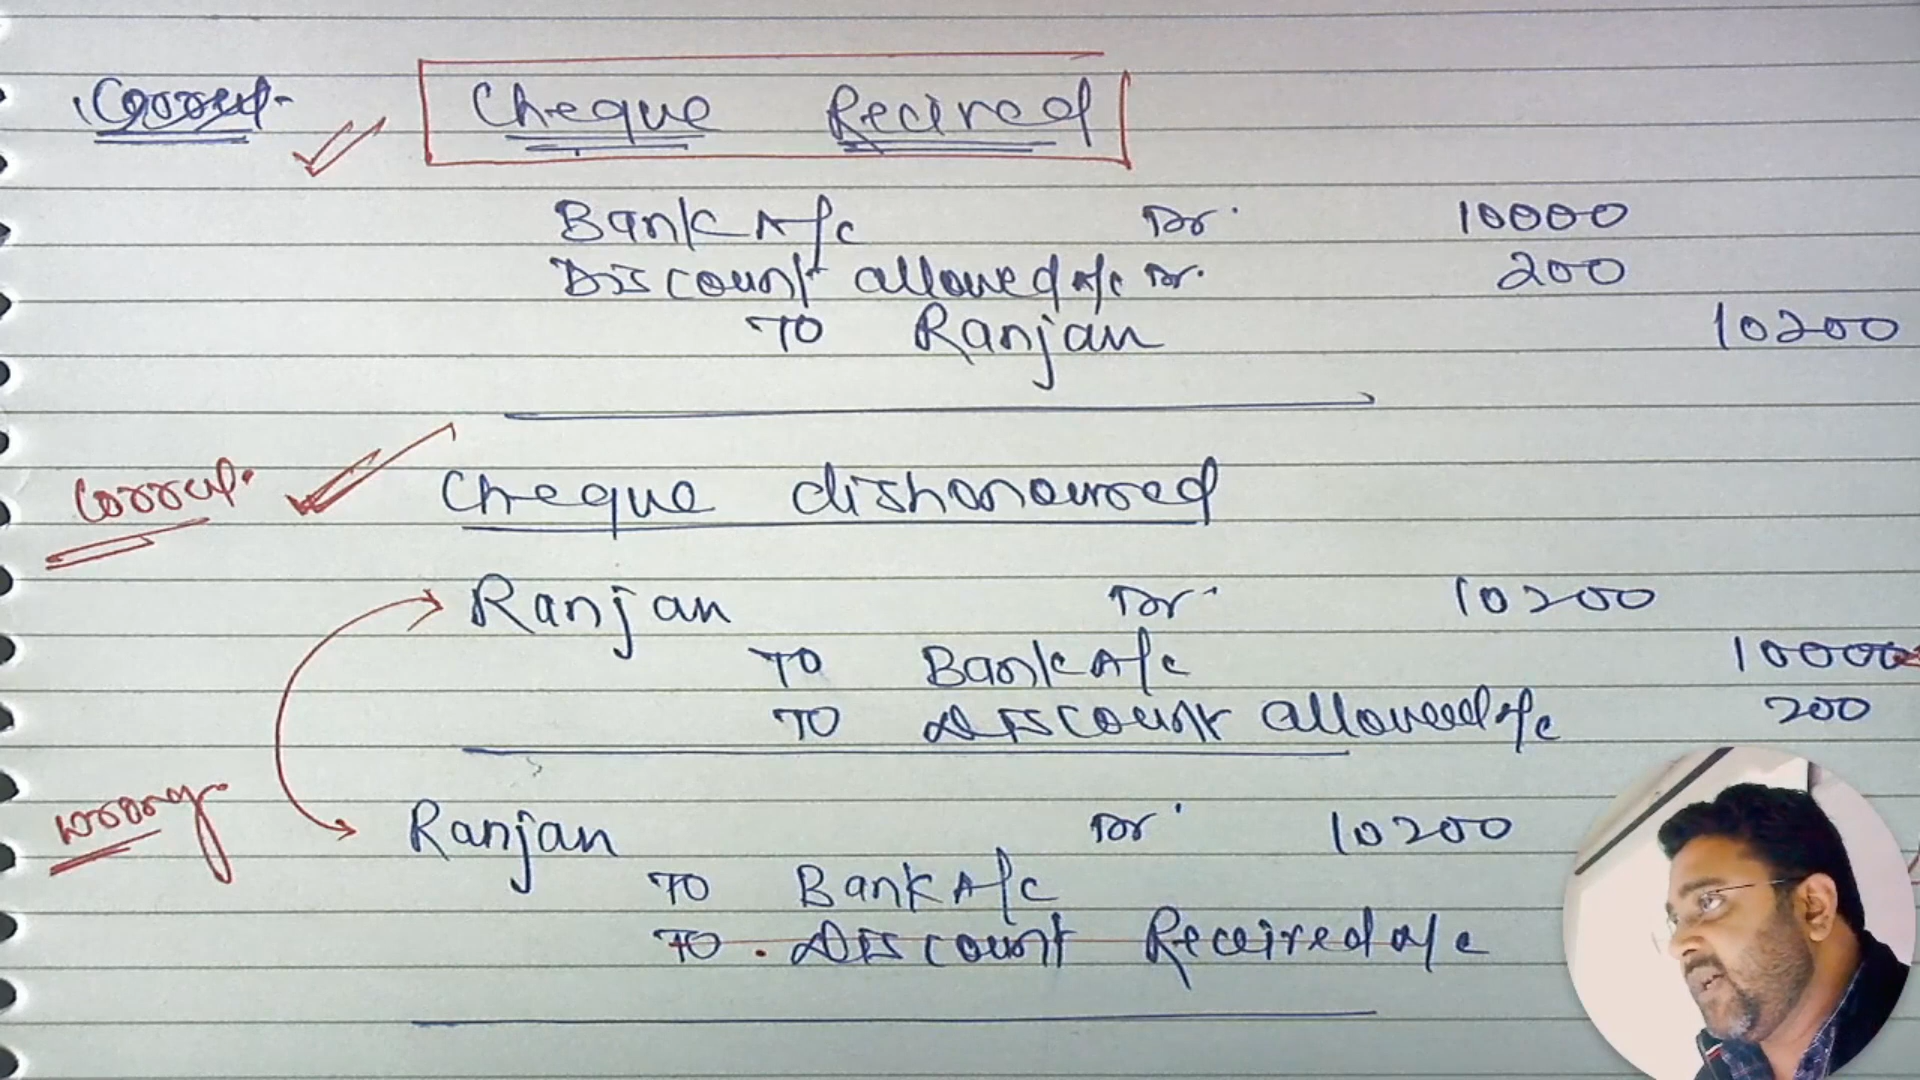 Correct.
Cheque Recived
Bank A/c Dr. 10000
Discount allowed A/c Dr. 200
To Ranjan 10200
Correct.
Cheque dishonoured
Ranjan Dr. 10200
To Bank A/c 10000
To Discount allowed A/c 200
wrong
Ranjan Dr. 10200
To Bank A/c
To Discount Received A/c